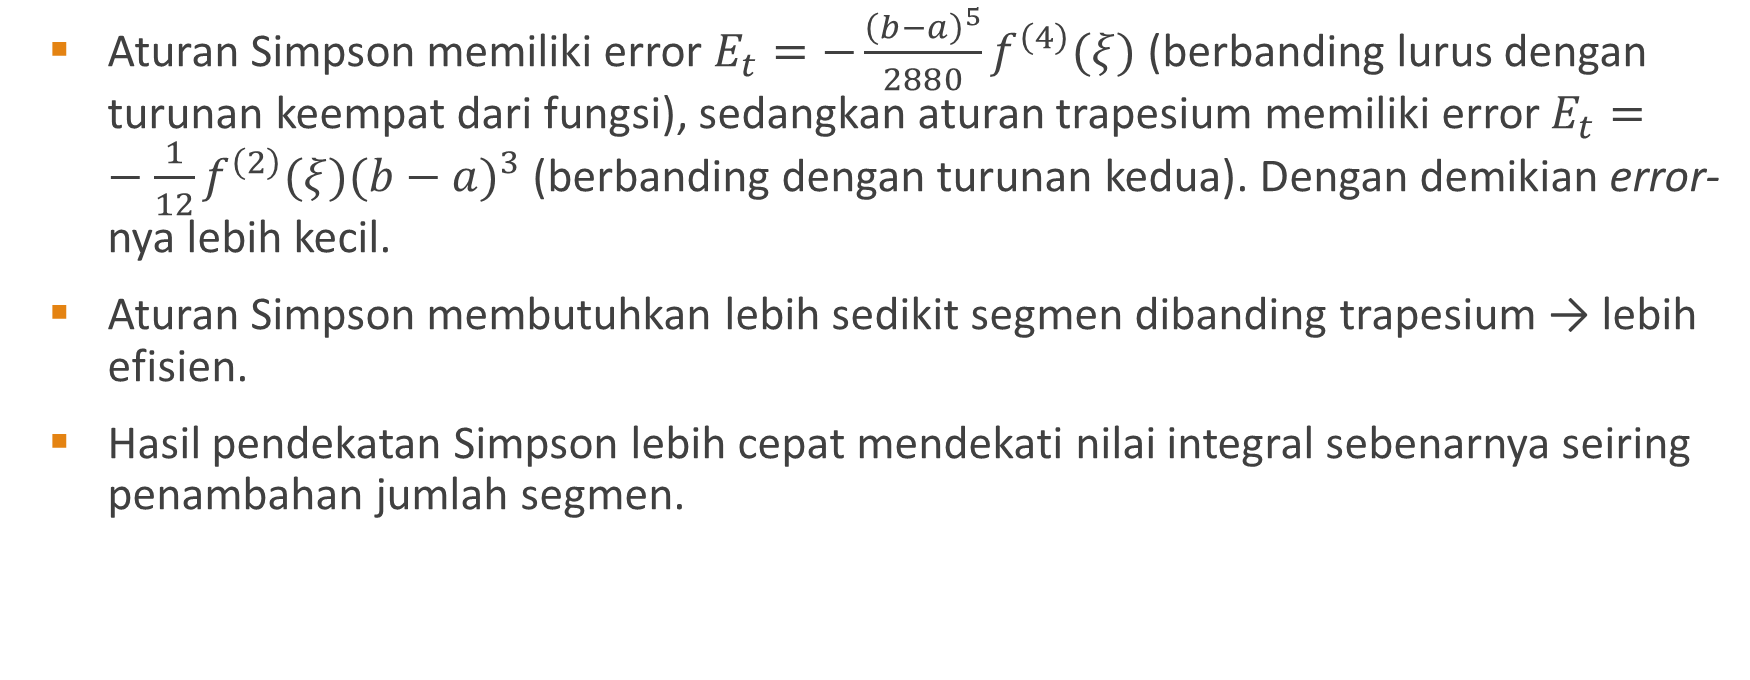 ▪ Aturan Simpson memiliki error $E_t = -\frac{(b-a)^5}{2880} f^{(4)}(\xi)$ (berbanding lurus dengan
turunan keempat dari fungsi), sedangkan aturan trapesium memiliki error $E_t =$
$-\frac{1}{12} f^{(2)}(\xi)(b-a)^3$ (berbanding dengan turunan kedua). Dengan demikian error-
nya lebih kecil.
▪ Aturan Simpson membutuhkan lebih sedikit segmen dibanding trapesium → lebih
efisien.
▪ Hasil pendekatan Simpson lebih cepat mendekati nilai integral sebenarnya seiring
penambahan jumlah segmen.